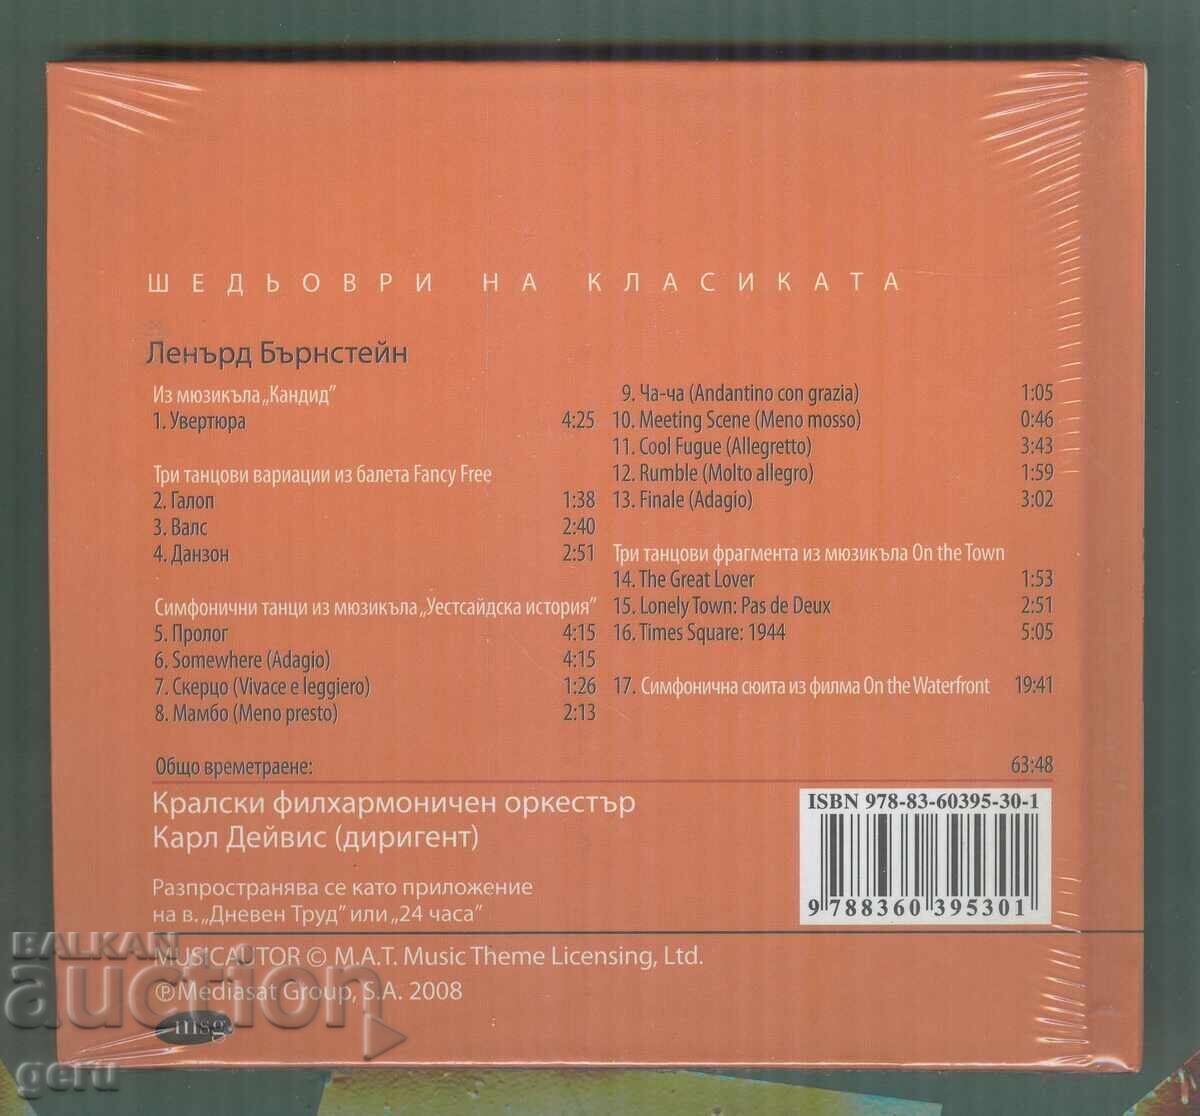 ШЕДЬОВРИ НА КЛАСИКАТА
Ленърд Бърнстейн
Из мюзикъла „Кандид"
1. Увертюра 4:25
Три танцови вариации из балета Fancy Free
2. Галоп 1:38
3. Валс 2:40
4. Данзон 2:51
Симфонични танци из мюзикъла „Уестсайдска история"
5. Пролог 4:15
6. Somewhere (Adagio) 4:15
7. Скерцо (Vivace e leggiero) 1:26
8. Мамбо (Meno presto) 2:13
9. Ча-ча (Andantino con grazia) 1:05
10. Meeting Scene (Meno mosso) 0:46
11. Cool Fugue (Allegretto) 3:43
12. Rumble (Molto allegro) 1:59
13. Finale (Adagio) 3:02
Три танцови фрагмента из мюзикъла On the Town
14. The Great Lover 1:53
15. Lonely Town: Pas de Deux 2:51
16. Times Square: 1944 5:05
17. Симфонична сюита из филма On the Waterfront 19:41
Общо времетраене: 63:48
Кралски филхармоничен оркестър
Карл Дейвис (диригент)
Разпространява се като приложение
на в. „Дневен Труд" или „24 часа"
ISBN 978-83-60395-30-1
9 788360 395301
MUSICAUTOR © M.A.T. Music Theme Licensing, Ltd.
℗ Mediasat Group, S.A. 2008
msg.
BALKAN
auction
geru